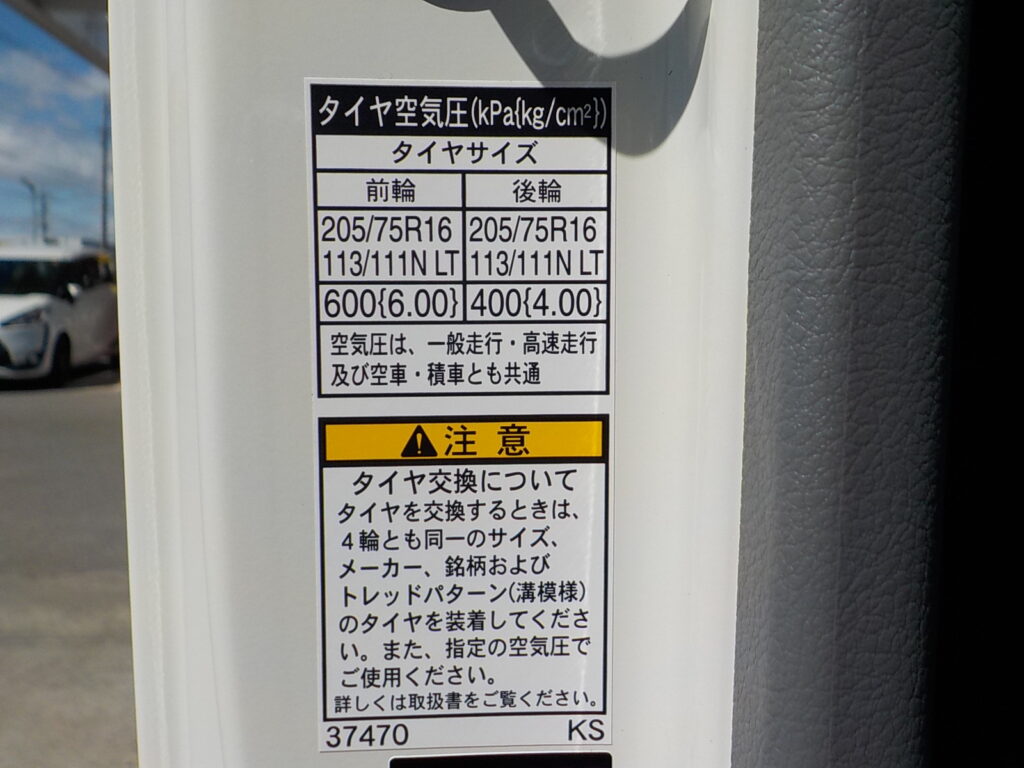 タイヤ空気圧(kPa{kg/cm²})
タイヤサイズ
前輪 後輪
205/75R16 205/75R16
113/111N LT 113/111N LT
600{6.00} 400{4.00}
空気圧は、一般走行・高速走行
及び空車・積車とも共通
注意
タイヤ交換について
タイヤを交換するときは、
4輪とも同一のサイズ、
メーカー、銘柄および
トレッドパターン(溝模様)
のタイヤを装着してくださ
い。また、指定の空気圧で
ご使用ください。
詳しくは取扱書をご覧ください。
37470 KS